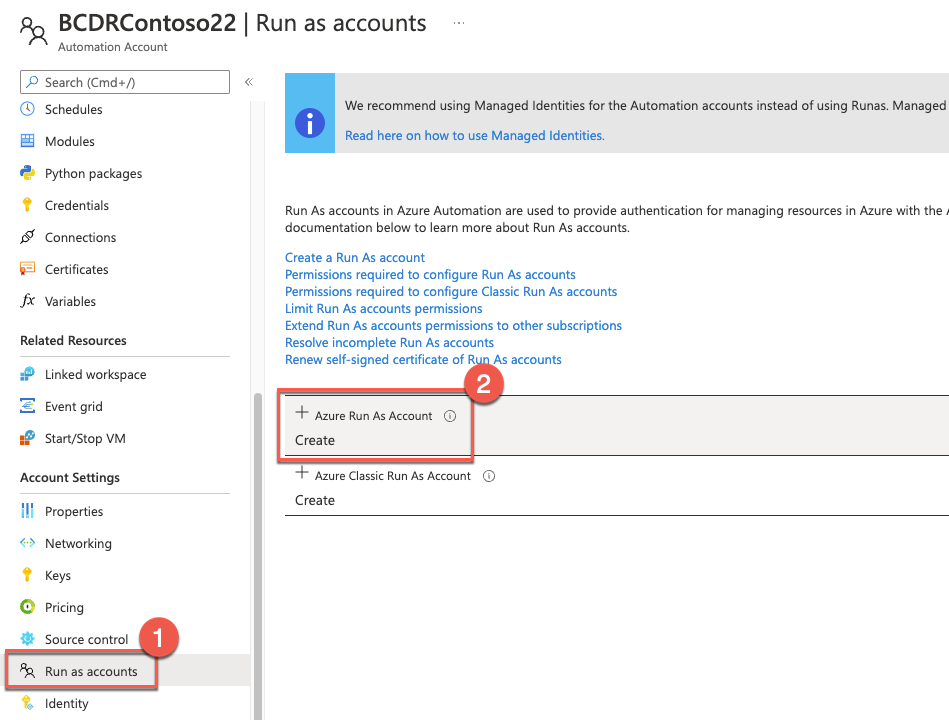 BCDRContoso22 | Run as accounts ...
Automation Account
Search (Cmd+/)
«
Schedules
Modules
Python packages
Credentials
Connections
Certificates
Variables
Related Resources
Linked workspace
Event grid
Start/Stop VM
Account Settings
Properties
Networking
Keys
Pricing
Source control
1
Run as accounts
Identity
We recommend using Managed Identities for the Automation accounts instead of using Runas. Managed
Read here on how to use Managed Identities.
Run As accounts in Azure Automation are used to provide authentication for managing resources in Azure with the A
documentation below to learn more about Run As accounts.
Create a Run As account
Permissions required to configure Run As accounts
Permissions required to configure Classic Run As accounts
Limit Run As accounts permissions
Extend Run As accounts permissions to other subscriptions
Resolve incomplete Run As accounts
Renew self-signed certificate of Run As accounts
2
Azure Run As Account
Create
Azure Classic Run As Account
Create